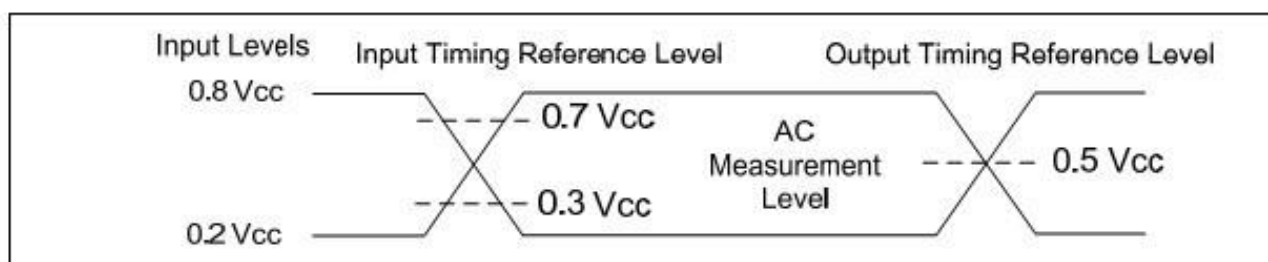 Input Levels
Input Timing Reference Level
Output Timing Reference Level
0.8 Vcc
0.7 Vcc
AC
Measurement
Level
0.5 Vcc
0.3 Vcc
0.2 Vcc